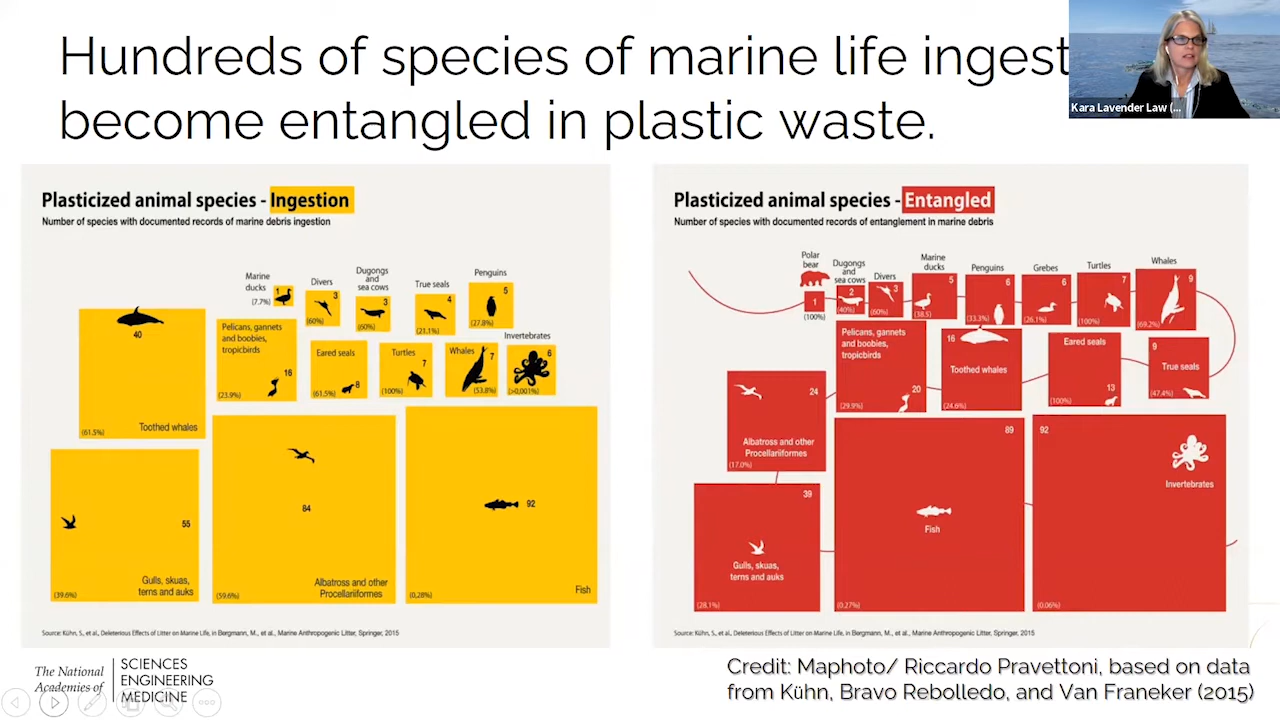 Hundreds of species of marine life ingest
become entangled in plastic waste.
Kara Lavender Law (...
Plasticized animal species - Ingestion
Number of species with documented records of marine debris ingestion
Marine
ducks
(7.7%)
1
Divers
3
(60%)
Dugongs
and
sea cows
3
(60%)
True seals
4
(21.1%)
Penguins
5
(27.8%)
40
Toothed whales
(61.5%)
Pelicans, gannets
and boobies,
tropicbirds
16
(23.9%)
Eared seals
8
(61.5%)
Turtles
7
(100%)
Whales
7
(53.8%)
Invertebrates
6
(>0,001%)
55
Gulls, skuas,
terns and auks
(39.6%)
84
Albatross and other
Procellariiformes
(59.6%)
92
Fish
(0,28%)
Source: Kühn, S., et al., Deleterious Effects of Litter on Marine Life, in Bergmann, M., et al., Marine Anthropogenic Litter, Springer, 2015
Plasticized animal species - Entangled
Number of species with documented records of entanglement in marine debris
Polar
bear
1
(100%)
Dugongs
and
sea cows
2
(40%)
Divers
3
(60%)
Marine
ducks
5
(38.5)
Penguins
6
(33.3%)
Grebes
6
(26.1%)
Turtles
7
(100%)
Whales
9
(69.2%)
Pelicans, gannets
and boobies,
tropicbirds
20
(29.9%)
16
Toothed whales
(24.6%)
Eared seals
13
(100%)
9
True seals
(47.4%)
24
Albatross and other
Procellariiformes
(17.0%)
39
Gulls, skuas,
terns and auks
(28.1%)
89
Fish
(0.27%)
92
Invertebrates
(0.06%)
Source: Kühn, S., et al., Deleterious Effects of Litter on Marine Life, in Bergmann, M., et al., Marine Anthropogenic Litter, Springer, 2015
The National
Academies of
SCIENCES
ENGINEERING
MEDICINE
Credit: Maphoto/ Riccardo Pravettoni, based on data
from Kühn, Bravo Rebolledo, and Van Franeker (2015)